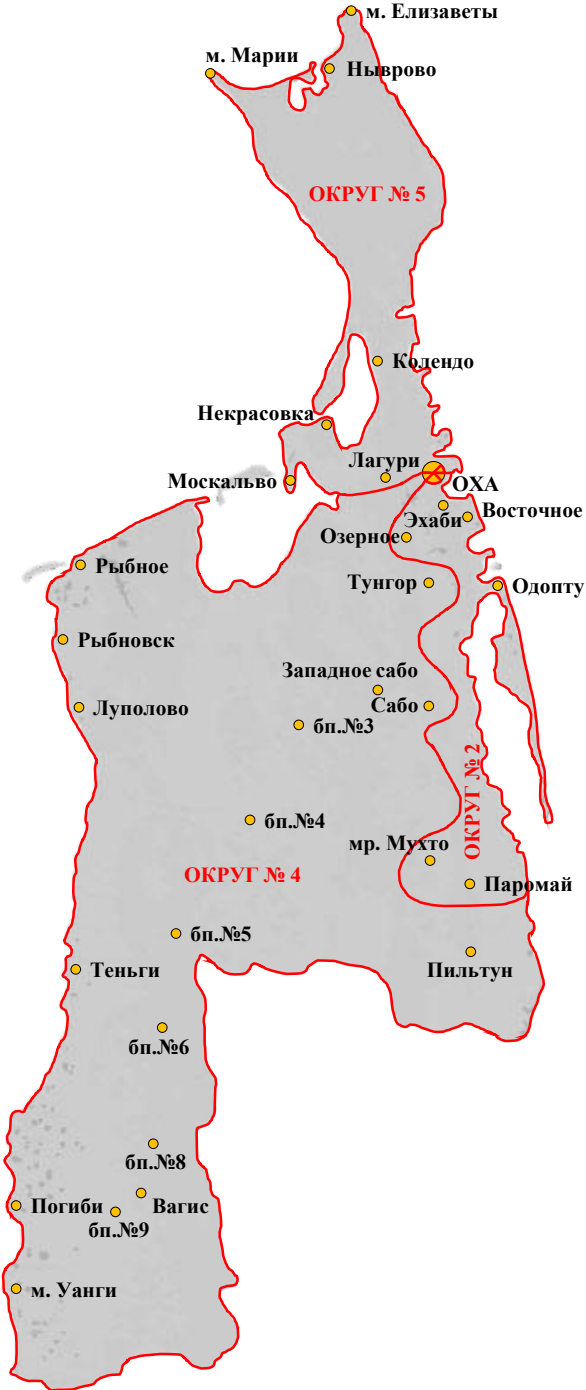 м. Елизаветы
м. Марии
Ныврово
ОКРУГ № 5
Колендо
Некрасовка
Лагури
Москальво
ОХА
Эхаби
Восточное
Озерное
Рыбное
Тунгор
Одопту
Рыбновск
Западное сабо
Сабо
Луполово
бп.№3
ОКРУГ № 2
бп.№4
мр. Мухто
ОКРУГ № 4
Паромай
бп.№5
Пильтун
Теньги
бп.№6
бп.№8
Вагис
Погиби
бп.№9
м. Уанги